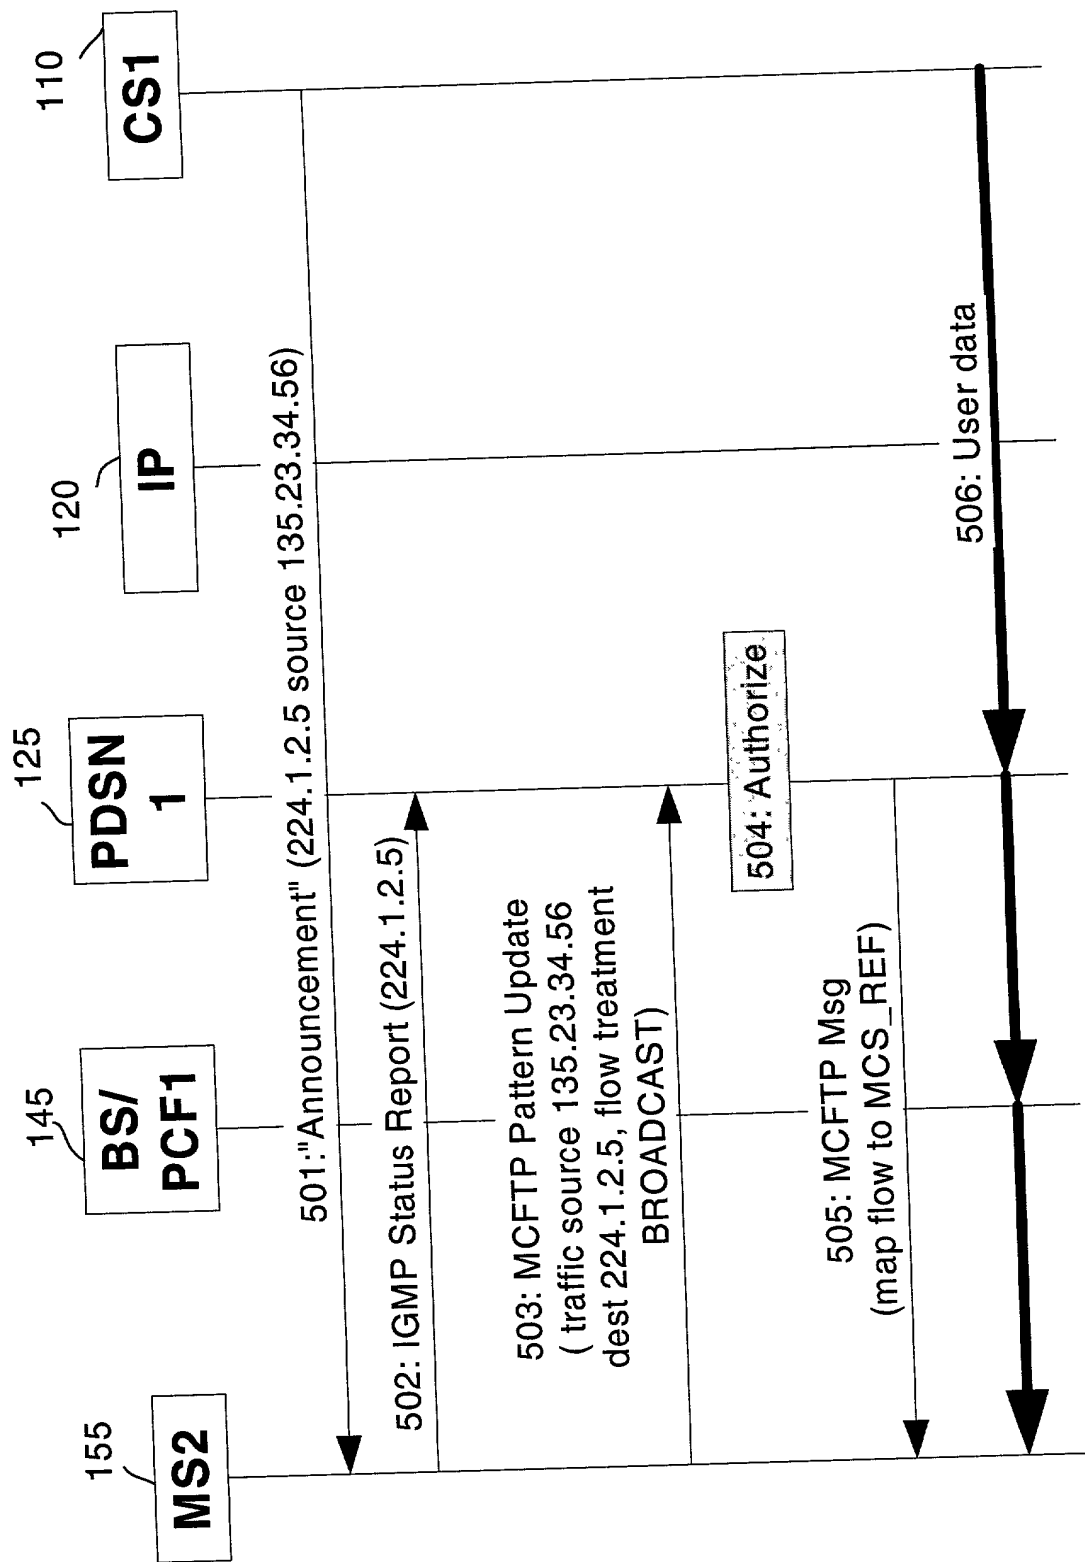 155
MS2
145
BS/
PCF1
125
PDSN
1
120
IP
110
CS1
501:"Announcement" (224.1.2.5 source 135.23.34.56)
502: IGMP Status Report (224.1.2.5)
503: MCFTP Pattern Update
( traffic source 135.23.34.56
dest 224.1.2.5, flow treatment
BROADCAST)
504: Authorize
505: MCFTP Msg
(map flow to MCS_REF)
506: User data